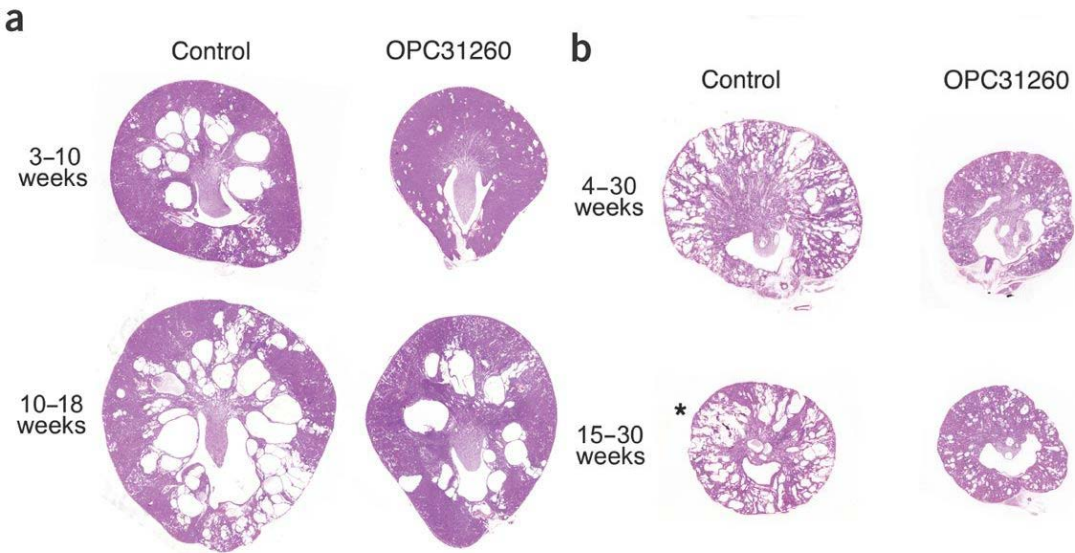 a
Control
OPC31260
3–10
weeks
10–18
weeks
b
Control
OPC31260
4–30
weeks
*
15–30
weeks